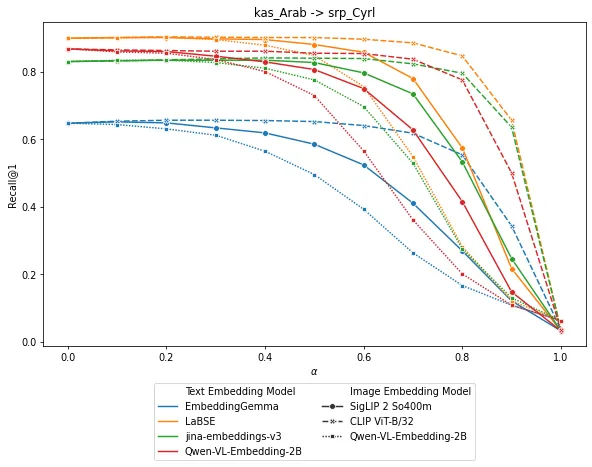 kas_Arab -> srp_Cyrl
Recall@1
0.8
0.6
0.4
0.2
0.0
0.0 0.2 0.4 0.6 0.8 1.0
α
Text Embedding Model Image Embedding Model
EmbeddingGemma SigLIP 2 So400m
LaBSE CLIP ViT-B/32
jina-embeddings-v3 Qwen-VL-Embedding-2B
Qwen-VL-Embedding-2B